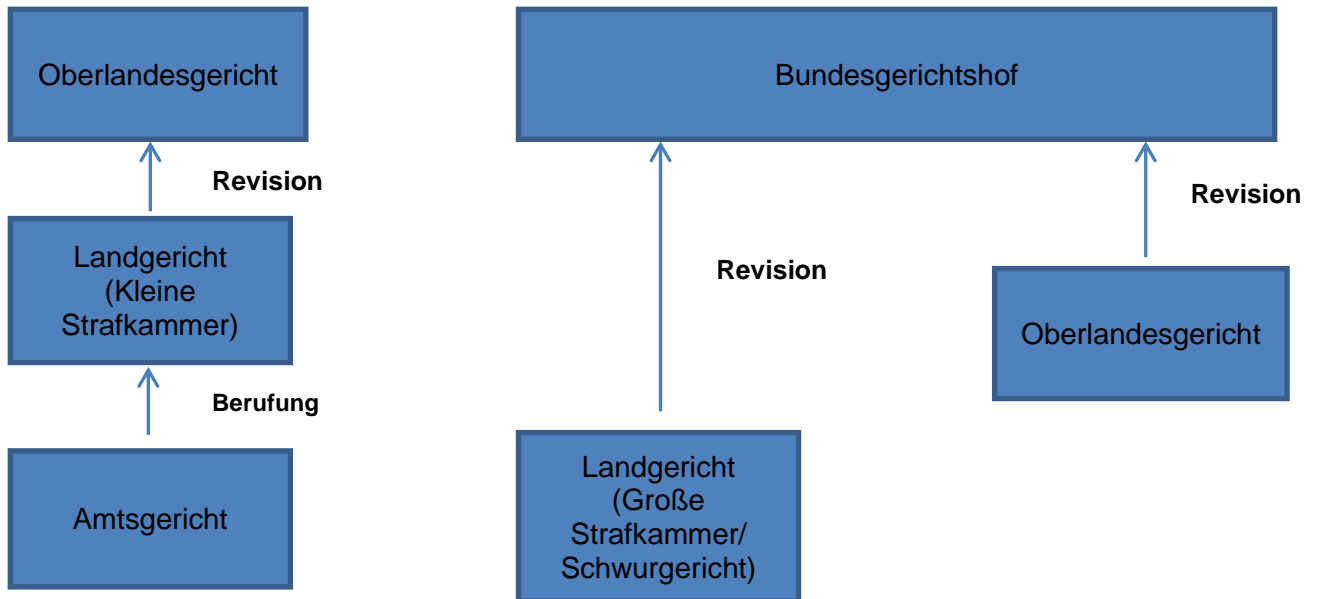 Oberlandesgericht
Bundesgerichtshof
Revision
Revision
Landgericht
(Kleine
Strafkammer)
Revision
Oberlandesgericht
Berufung
Landgericht
(Große
Strafkammer/
Schwurgericht)
Amtsgericht